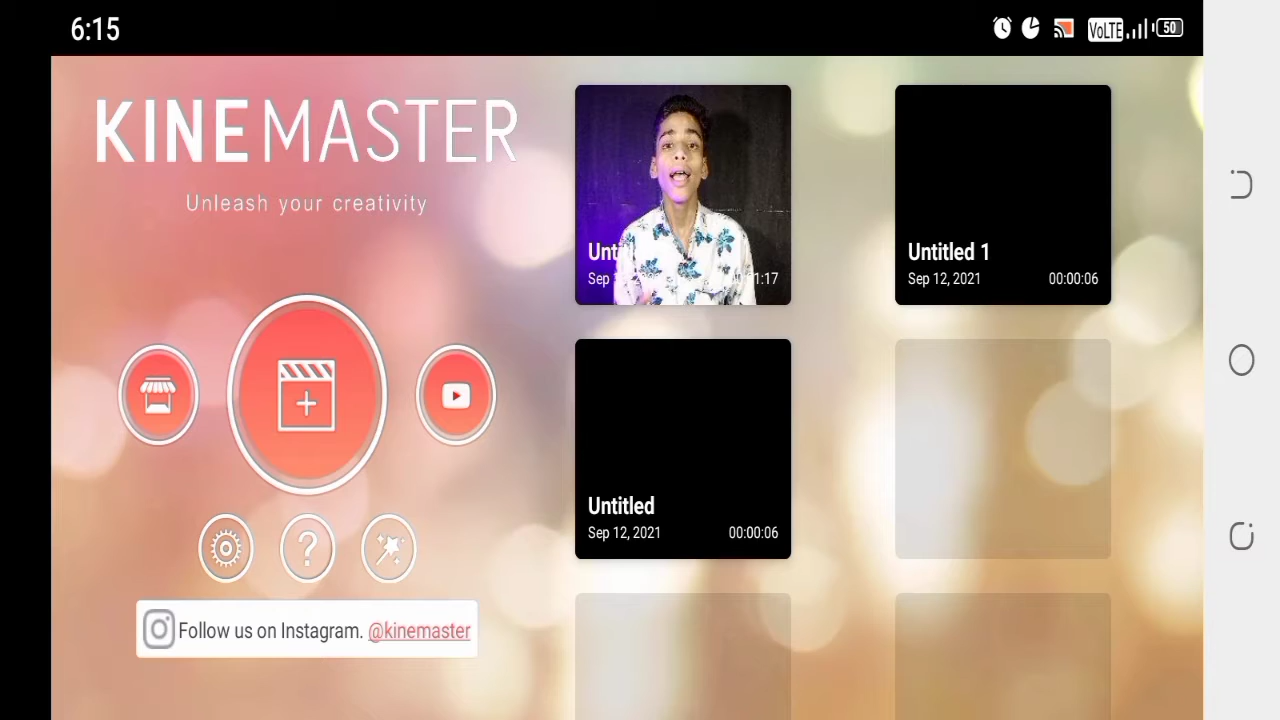 6:15
VoLTE
50
KINEMASTER
Unleash your creativity
Sep
1:17
Untitled 1
Sep 12, 2021 00:00:06
Untitled
Sep 12, 2021 00:00:06
Follow us on Instagram. @kinemaster